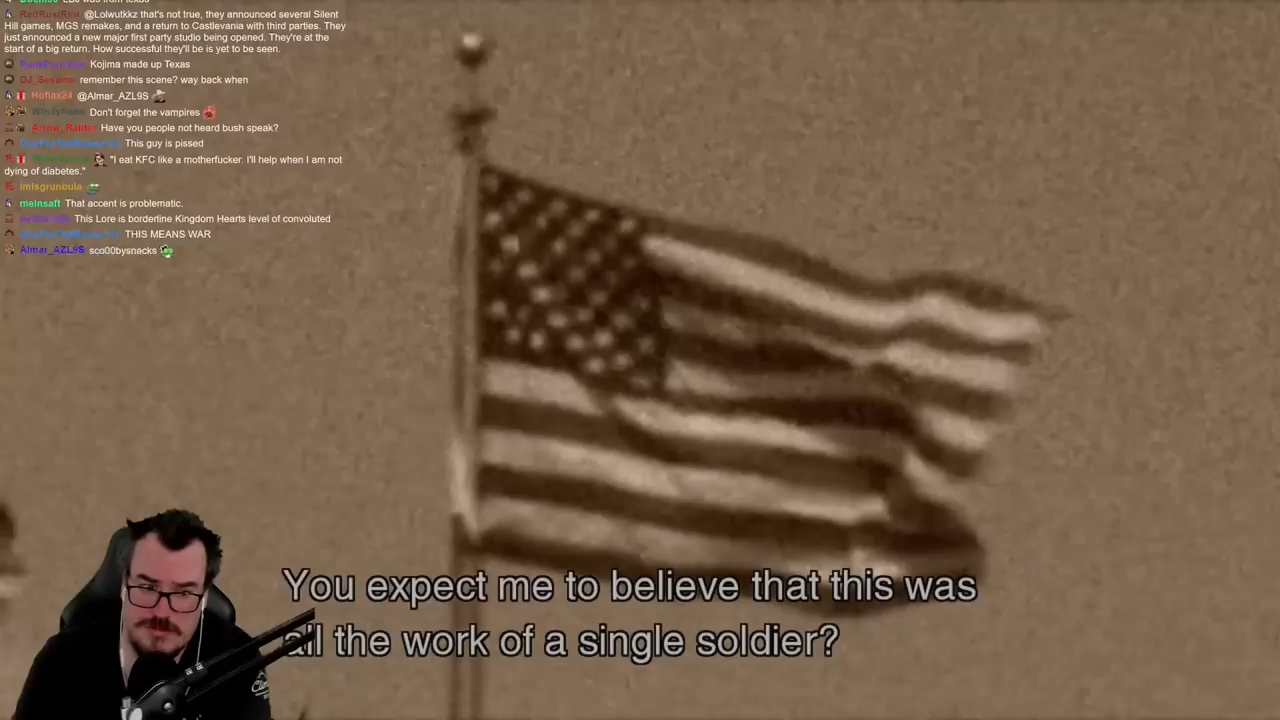 RedRustRiot @Lolwutkkz that's not true, they announced several Silent
Hill games, MGS remakes, and a return to Castlevania with third parties. They
just announced a new major first party studio being opened. They're at the
start of a big return. How successful they'll be is yet to be seen.
Kojima made up Texas
DJ_Sesame remember this scene? way back when
Hoflax24 @Almar_AZL9S
Don't forget the vampires
Arrow_Raider Have you people not heard bush speak?
This guy is pissed
"I eat KFC like a motherfucker. I'll help when I am not
dying of diabetes."
imisgrunbula
meinsaft That accent is problematic.
This Lore is borderline Kingdom Hearts level of convoluted
THIS MEANS WAR
Almar_AZL9S sco00bysnacks
You expect me to believe that this was
all the work of a single soldier?